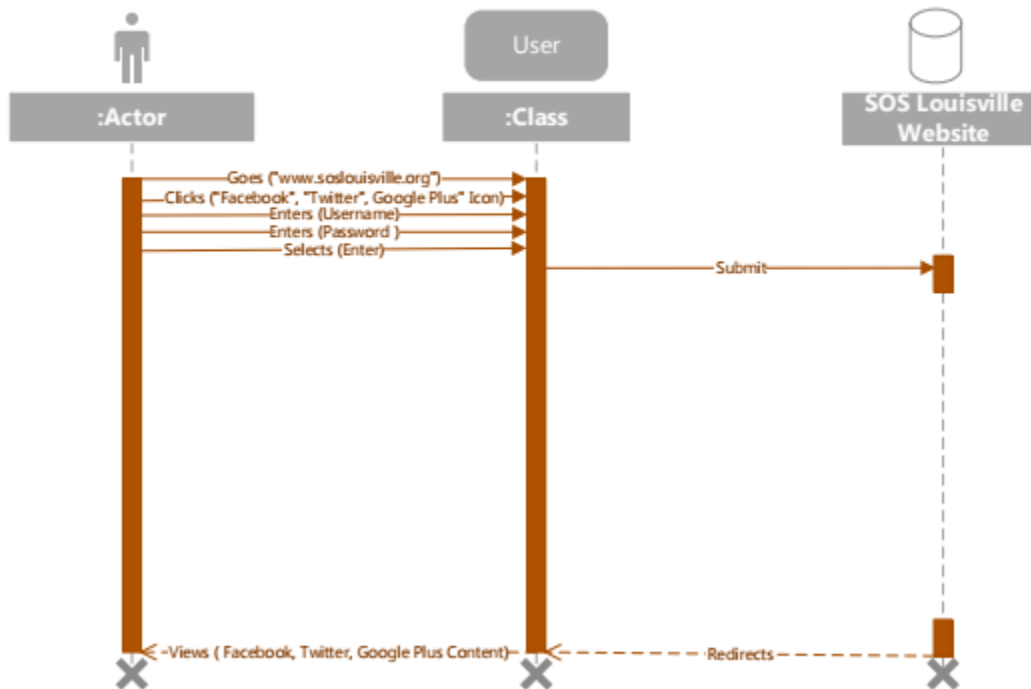 User
:Actor
:Class
SOS Louisville
Website
Goes ("www.soslouisville.org")
Clicks ("Facebook", "Twitter", Google Plus" Icon)
Enters (Username)
Enters (Password )
Selects (Enter)
Submit
Views ( Facebook, Twitter, Google Plus Content)
Redirects